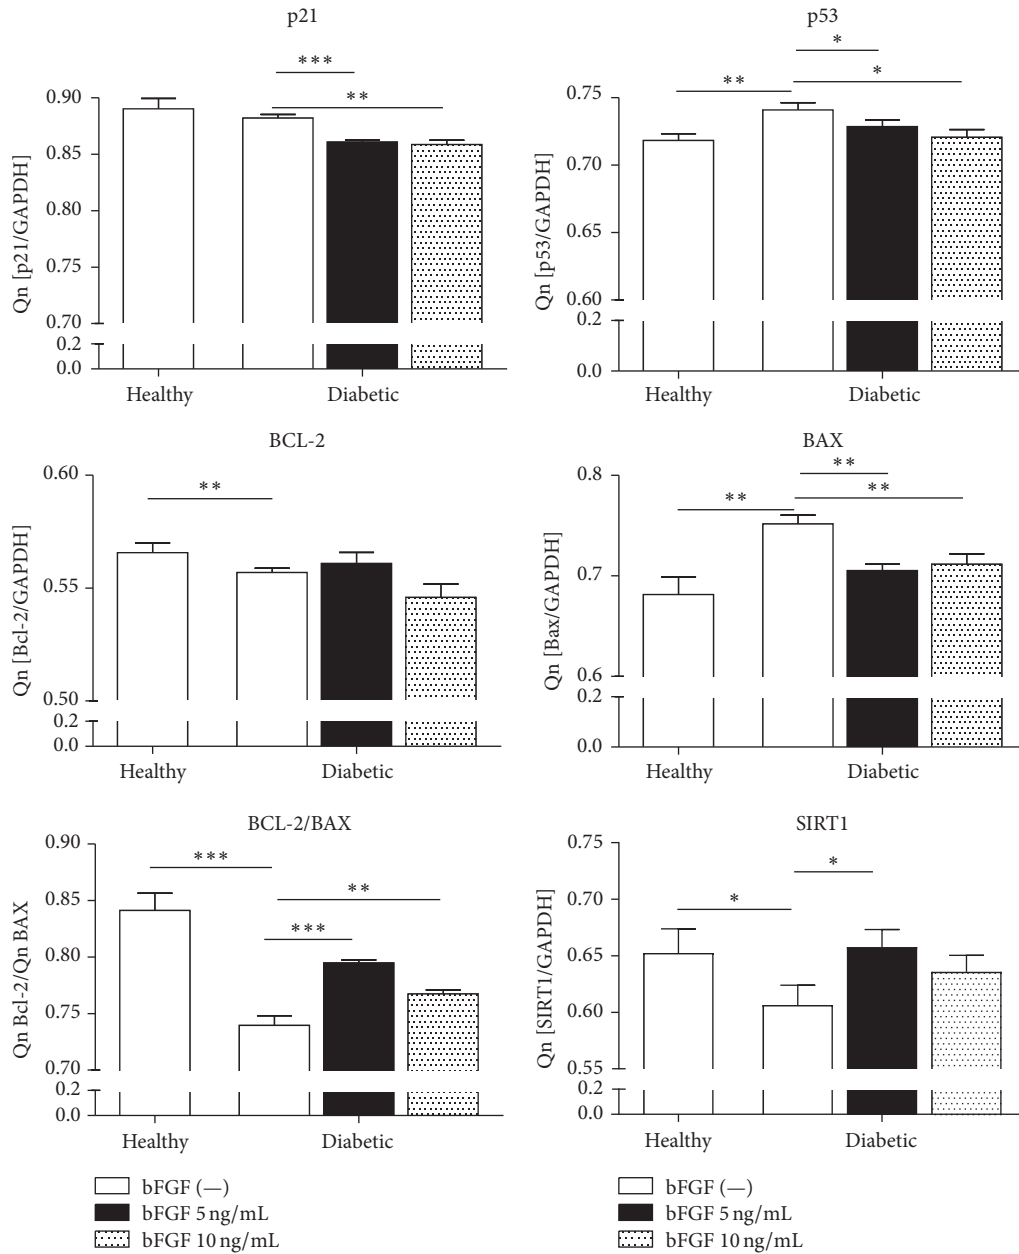 p21
***
**
0.90
0.85
0.80
0.75
0.70
0.2
0.0
Qn [p21/GAPDH]
Healthy
Diabetic
p53
*
**
*
0.75
0.70
0.65
0.60
0.2
0.0
Qn [p53/GAPDH]
Healthy
Diabetic
BCL-2
**
0.60
0.55
0.50
0.2
0.0
Qn [Bcl-2/GAPDH]
Healthy
Diabetic
BAX
**
**
**
0.8
0.7
0.6
0.2
0.0
Qn [Bax/GAPDH]
Healthy
Diabetic
BCL-2/BAX
***
**
***
0.90
0.85
0.80
0.75
0.70
0.2
0.0
Qn Bcl-2/Qn BAX
Healthy
Diabetic
SIRT1
*
*
0.75
0.70
0.65
0.60
0.55
0.2
0.0
Qn [SIRT1/GAPDH]
Healthy
Diabetic
bFGF (—)
bFGF 5 ng/mL
bFGF 10 ng/mL
bFGF (—)
bFGF 5 ng/mL
bFGF 10 ng/mL